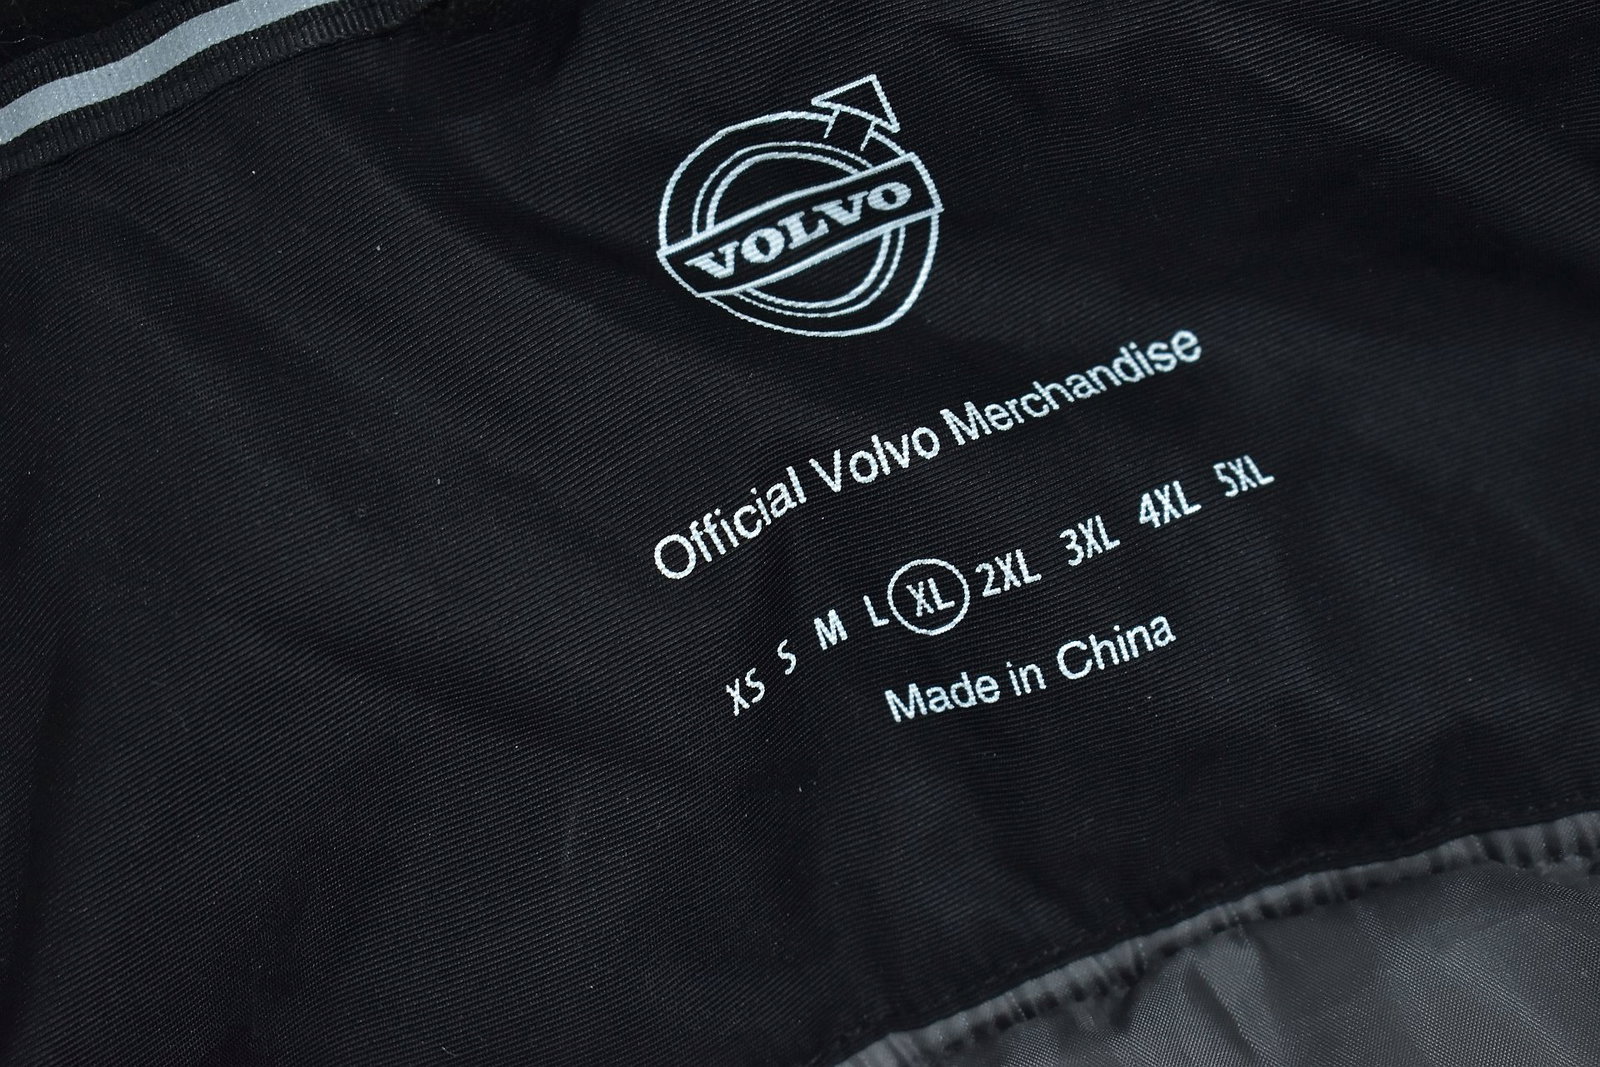 VOLVO
Official Volvo Merchandise
XS S M L XL 2XL 3XL 4XL 5XL
Made in China